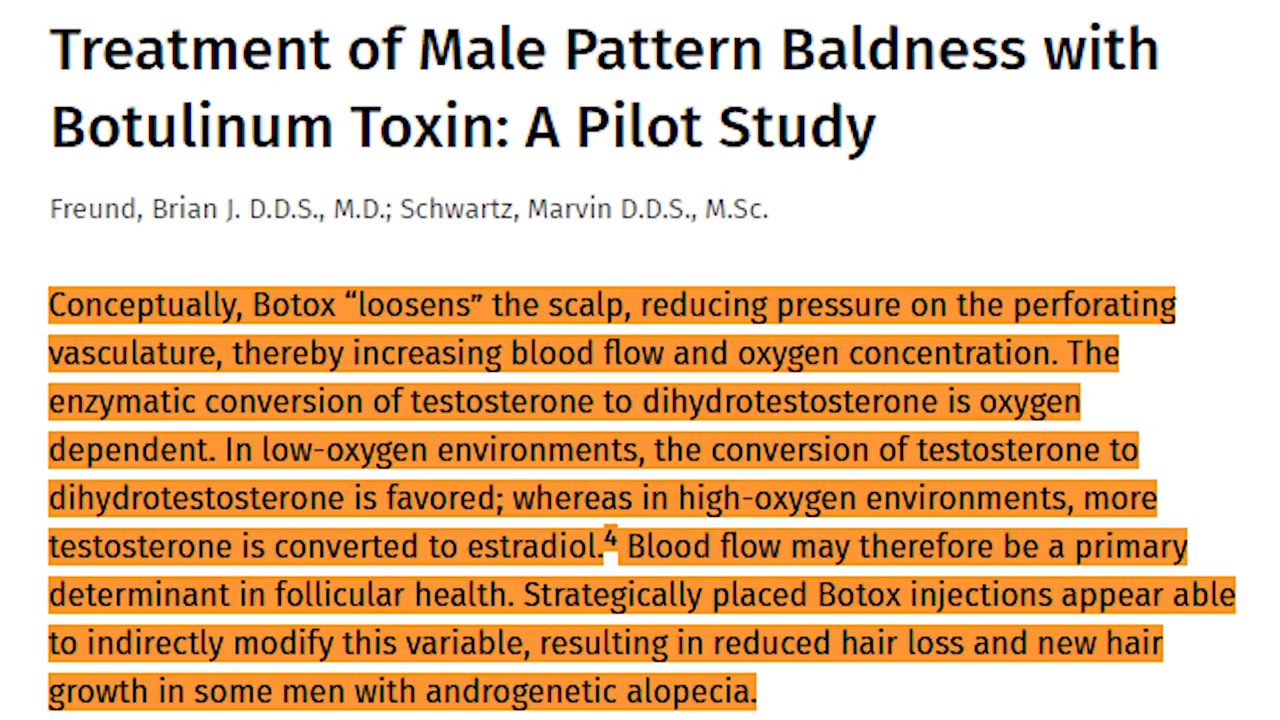 Treatment of Male Pattern Baldness with
Botulinum Toxin: A Pilot Study
Freund, Brian J. D.D.S., M.D.; Schwartz, Marvin D.D.S., M.Sc.
Conceptually, Botox “loosens” the scalp, reducing pressure on the perforating
vasculature, thereby increasing blood flow and oxygen concentration. The
enzymatic conversion of testosterone to dihydrotestosterone is oxygen
dependent. In low-oxygen environments, the conversion of testosterone to
dihydrotestosterone is favored; whereas in high-oxygen environments, more
testosterone is converted to estradiol.⁴ Blood flow may therefore be a primary
determinant in follicular health. Strategically placed Botox injections appear able
to indirectly modify this variable, resulting in reduced hair loss and new hair
growth in some men with androgenetic alopecia.